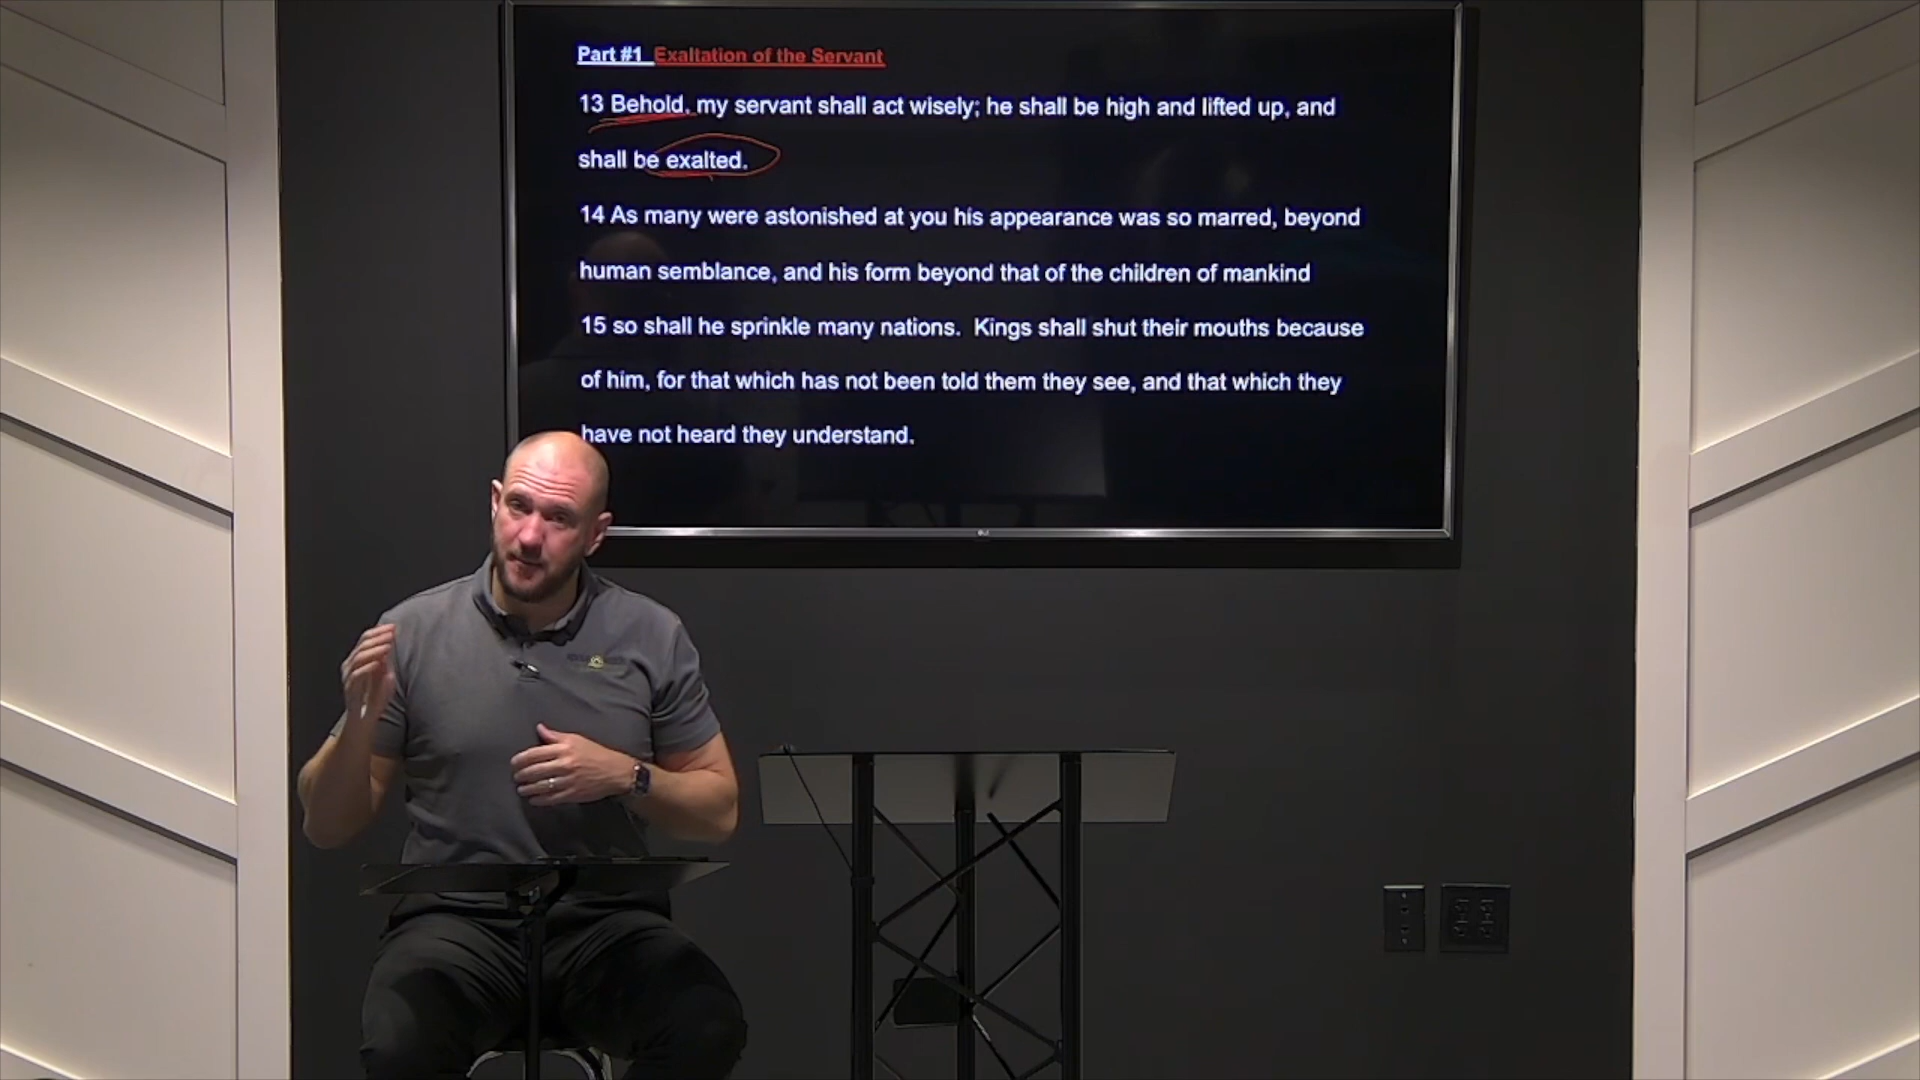 Part #1 Exaltation of the Servant
13 Behold, my servant shall act wisely; he shall be high and lifted up, and
shall be exalted.
14 As many were astonished at you his appearance was so marred, beyond
human semblance, and his form beyond that of the children of mankind
15 so shall he sprinkle many nations.  Kings shall shut their mouths because
of him, for that which has not been told them they see, and that which they
have not heard they understand.